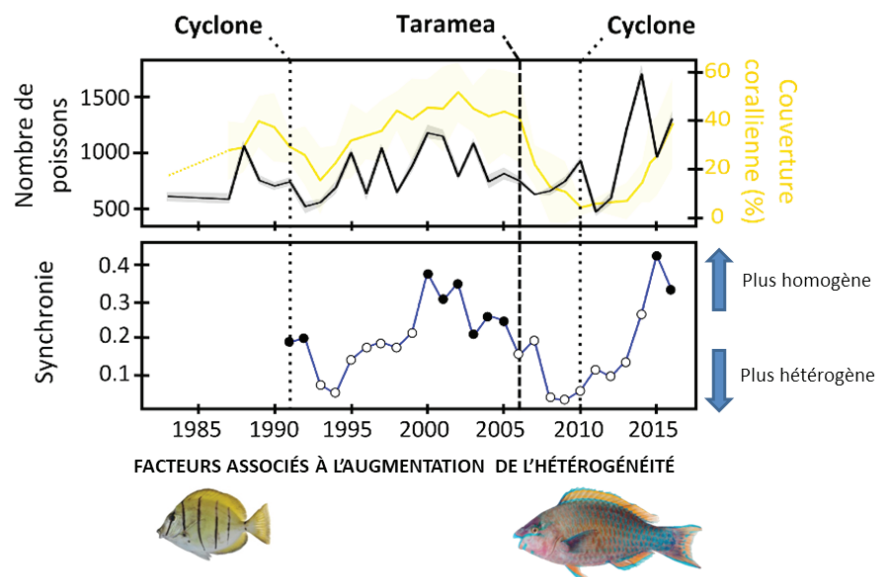 Cyclone
Taramea
Cyclone
Nombre de
poissons
1500
1000
500
60
40
20
0
Couverture
corallienne (%)
Synchronie
0.4
0.3
0.2
0.1
Plus homogène
Plus hétérogène
1985 1990 1995 2000 2005 2010 2015
FACTEURS ASSOCIÉS À L'AUGMENTATION DE L'HÉTÉROGÉNÉITÉ